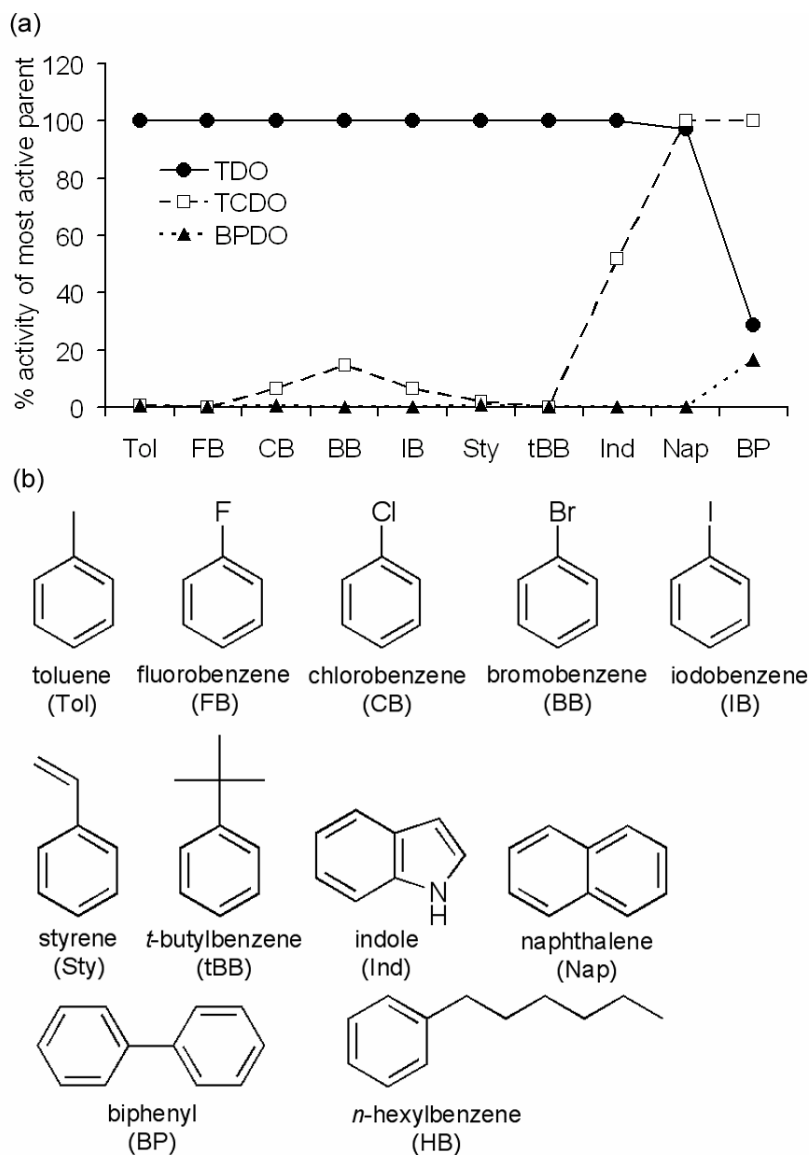 (a)
% activity of most active parent
120
100
80
60
40
20
0
TDO
TCDO
BPDO
Tol FB CB BB IB Sty tBB Ind Nap BP
(b)
F Cl Br I
toluene fluorobenzene chlorobenzene bromobenzene iodobenzene
(Tol) (FB) (CB) (BB) (IB)
N
H
styrene t-butylbenzene indole naphthalene
(Sty) (tBB) (Ind) (Nap)
biphenyl n-hexylbenzene
(BP) (HB)